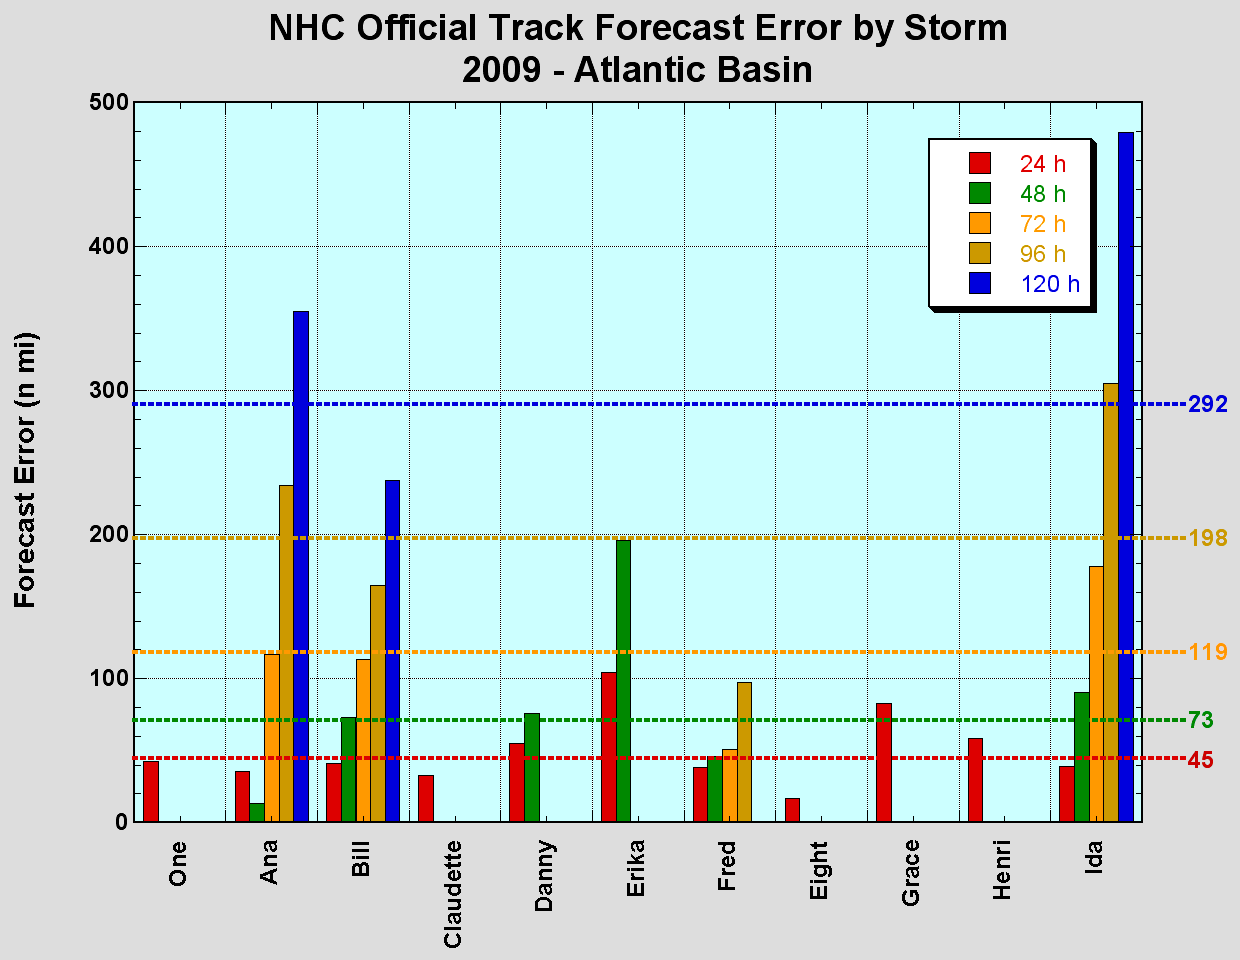 NHC Official Track Forecast Error by Storm
2009 - Atlantic Basin
Forecast Error (n mi)
500
400
300
200
100
0
24 h
48 h
72 h
96 h
120 h
292
198
119
73
45
One
Ana
Bill
Claudette
Danny
Erika
Fred
Eight
Grace
Henri
Ida